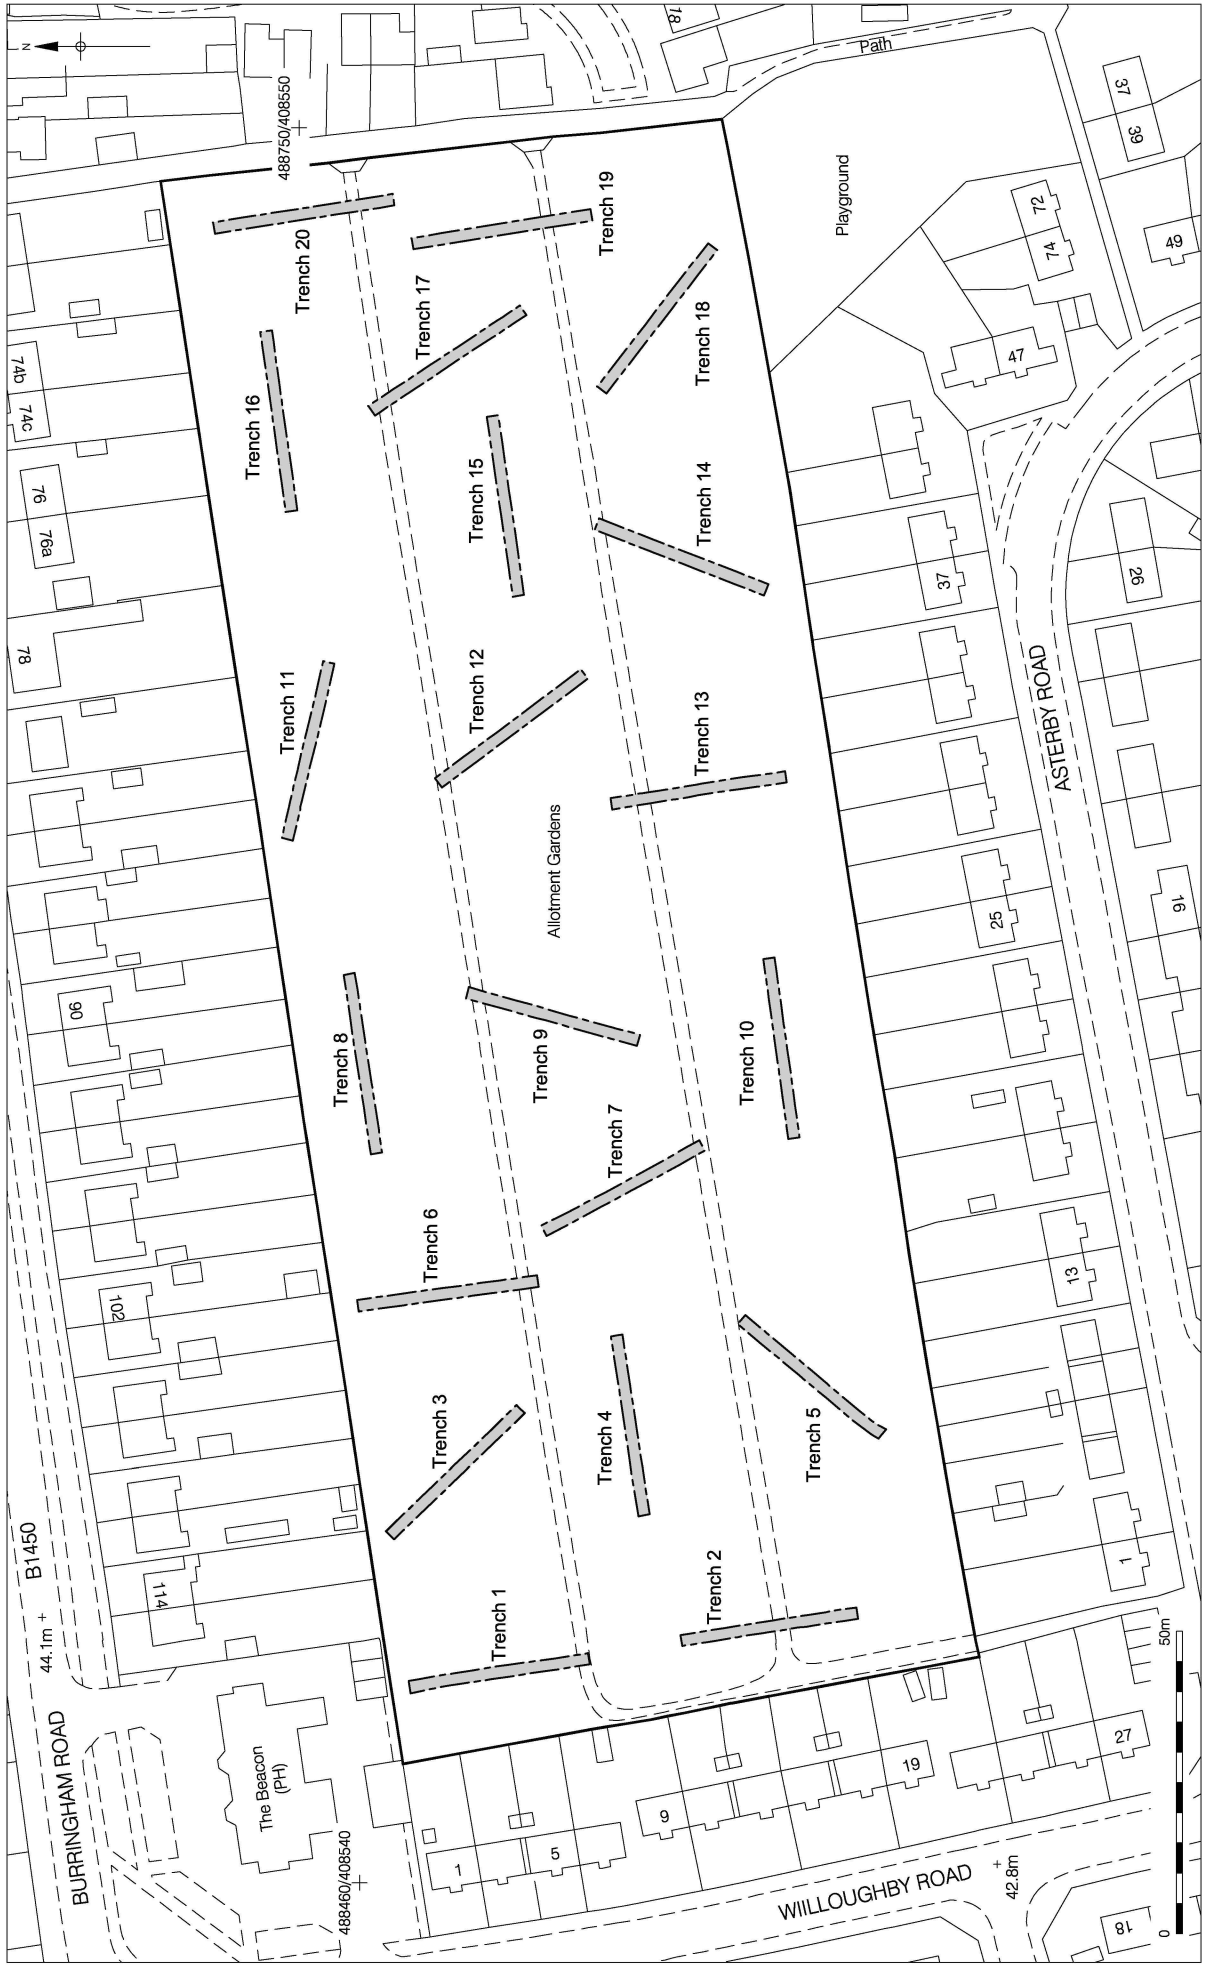 N
488750/408550
18
Path
37
39
Playground
72
74
49
47
74b
74c
76
76a
78
90
102
114
Trench 20
Trench 19
Trench 17
Trench 18
Trench 16
Trench 15
Trench 14
Trench 11
Trench 12
Trench 13
Allotment Gardens
Trench 8
Trench 9
Trench 10
Trench 7
Trench 6
Trench 3
Trench 4
Trench 5
Trench 1
Trench 2
37
26
ASTERBY ROAD
25
16
13
1
B1450
44.1m
BURRINGHAM ROAD
The Beacon
(PH)
488460/408540
1
5
9
19
27
WIILLOUGHBY ROAD
42.8m
18
0
50m